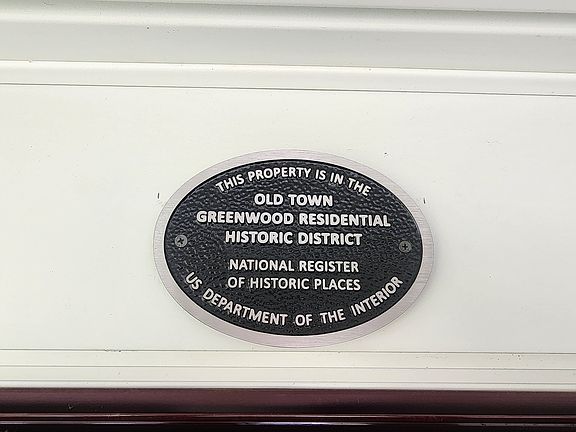 THIS PROPERTY IS IN THE
OLD TOWN
GREENWOOD RESIDENTIAL
HISTORIC DISTRICT
NATIONAL REGISTER
OF HISTORIC PLACES
US DEPARTMENT OF THE INTERIOR